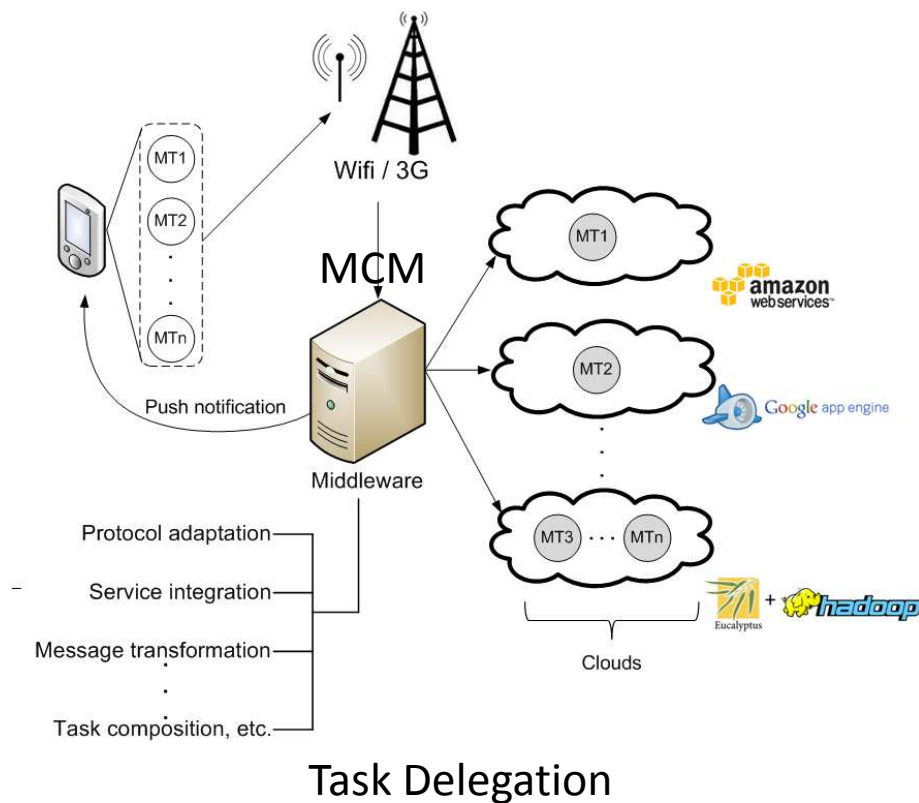 MT1
MT2
MTn
Wifi / 3G
MCM
Push notification
Middleware
Protocol adaptation
Service integration
Message transformation
Task composition, etc.
MT1
amazon
web services™
MT2
Google app engine
MT3 ··· MTn
Eucalyptus
+
hadoop
Clouds
Task Delegation